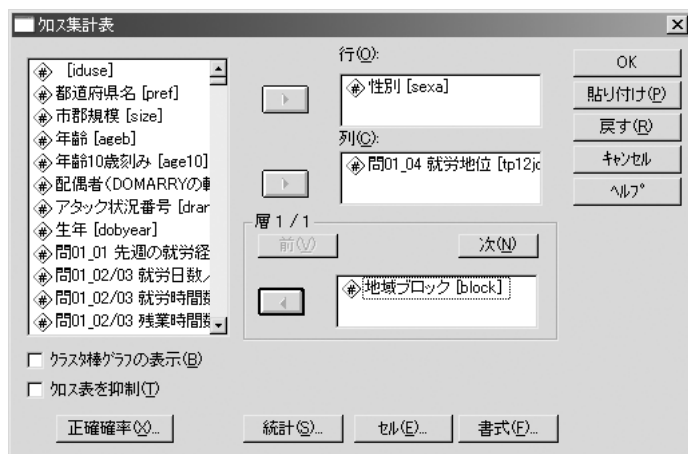 クロス集計表
[iduse]
都道府県名 [pref]
市郡規模 [size]
年齢 [ageb]
年齢10歳刻み [age10]
配偶者(DOMARRYの
アタック状況番号 [drar
生年 [dobyear]
問01_01 先週の就労経
問01_02/03 就労日数
問01_02/03 就労時間数
問01_02/03 残業時間数
行(O):
性別 [sexa]
列(C):
問01_04 就労地位 [tp12jo
層 1 / 1
前(V)
次(N)
地域ブロック [block]
OK
貼り付け(P)
戻す(R)
キャンセル
ヘルプ
クラスタ棒グラフの表示(B)
クロス表を抑制(T)
正確確率(X)...
統計(S)...
セル(E)...
書式(F)...